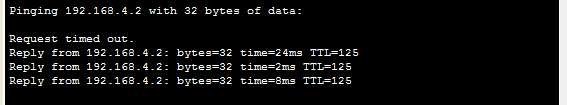 Pinging 192.168.4.2 with 32 bytes of data:
Request timed out.
Reply from 192.168.4.2: bytes=32 time=24ms TTL=125
Reply from 192.168.4.2: bytes=32 time=2ms TTL=125
Reply from 192.168.4.2: bytes=32 time=8ms TTL=125